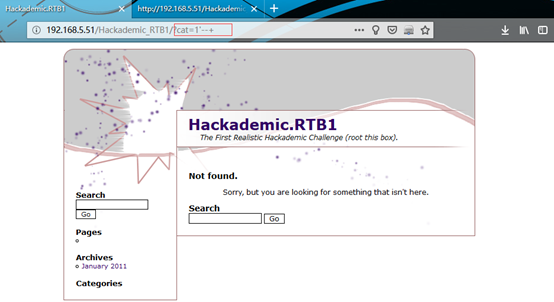 Hackademic.RTB1
http://192.168.5.51/Hackadem
192.168.5.51/Hackademic_RTB1/?cat=1'--+
Hackademic.RTB1
The First Realistic Hackademic Challenge (root this box).
Not found.
Sorry, but you are looking for something that isn't here.
Search
Go
Search
Go
Pages
Archives
January 2011
Categories